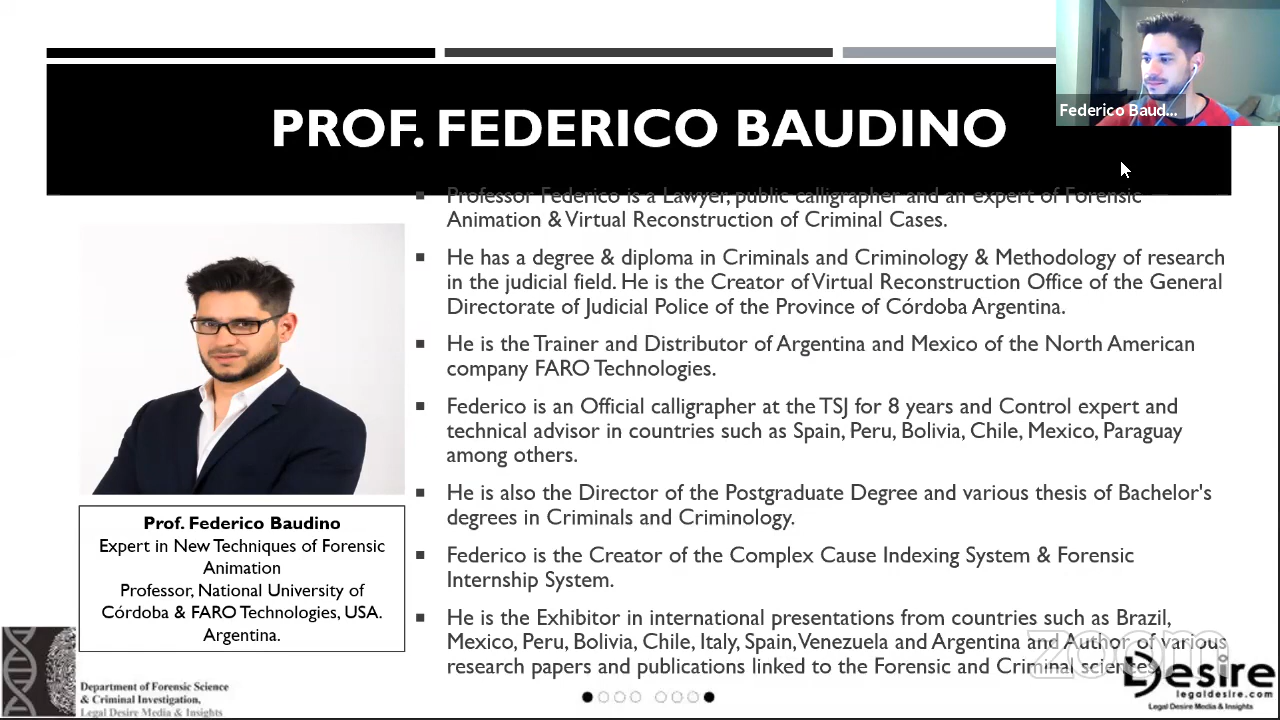 PROF. FEDERICO BAUDINO
Federico Baud...
Professor Federico is a Lawyer, public calligrapher and an expert of Forensic
Animation & Virtual Reconstruction of Criminal Cases.
He has a degree & diploma in Criminals and Criminology & Methodology of research
in the judicial field. He is the Creator of Virtual Reconstruction Office of the General
Directorate of Judicial Police of the Province of Córdoba Argentina.
He is the Trainer and Distributor of Argentina and Mexico of the North American
company FARO Technologies.
Federico is an Official calligrapher at the TSJ for 8 years and Control expert and
technical advisor in countries such as Spain, Peru, Bolivia, Chile, Mexico, Paraguay
among others.
He is also the Director of the Postgraduate Degree and various thesis of Bachelor's
degrees in Criminals and Criminology.
Federico is the Creator of the Complex Cause Indexing System & Forensic
Internship System.
He is the Exhibitor in international presentations from countries such as Brazil,
Mexico, Peru, Bolivia, Chile, Italy, Spain, Venezuela and Argentina and Author of various
research papers and publications linked to the Forensic and Criminal sciences.
Prof. Federico Baudino
Expert in New Techniques of Forensic
Animation
Professor, National University of
Córdoba & FARO Technologies, USA.
Argentina.
Department of Forensic Science
& Criminal Investigation,
Legal Desire Media & Insights
zoom
Desire
legaldesire.com
Legal Desire Media & Insights